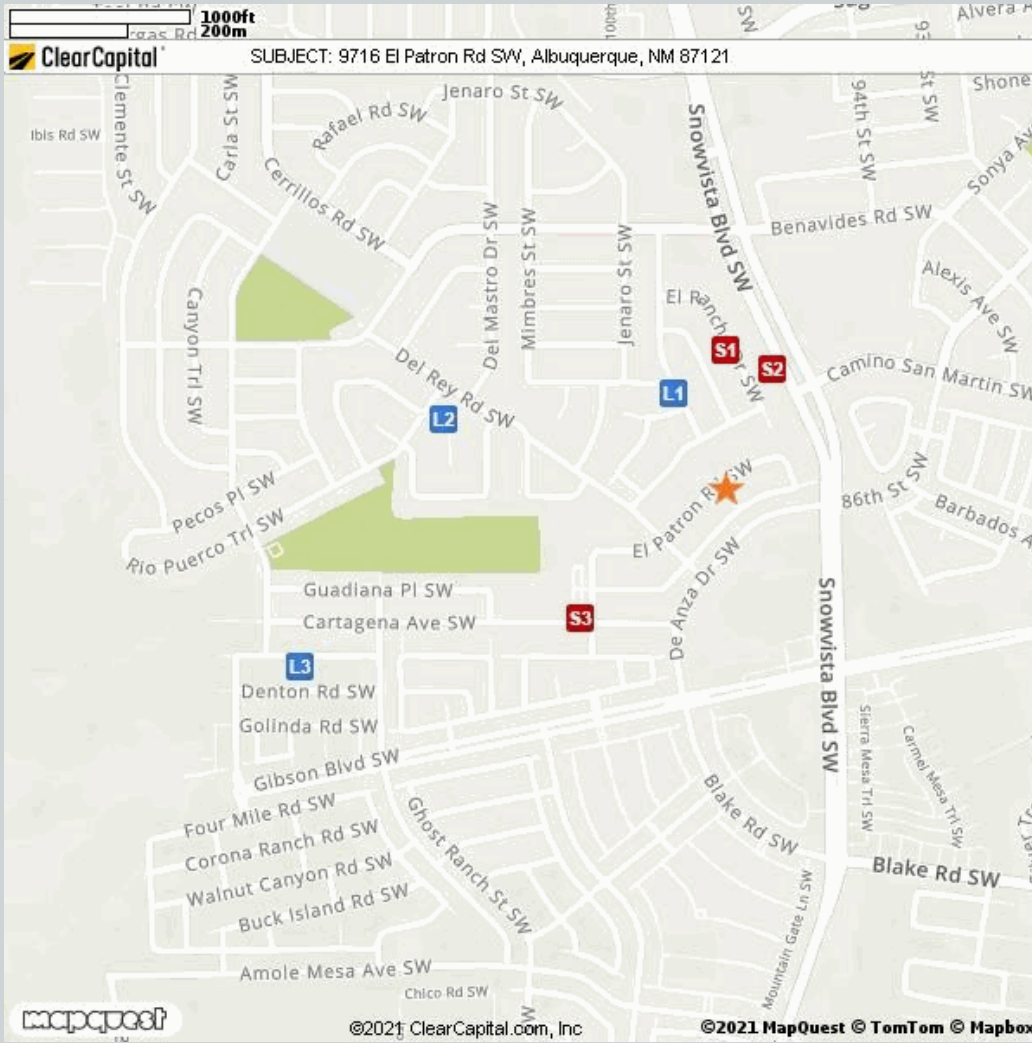 1000ft
200m
gas Rd
100th
SW
Alvera A
ClearCapital
SUBJECT: 9716 El Patron Rd SW, Albuquerque, NM 87121
Clemente St SW
Carla St SW
Ibis Rd SW
Rafael Rd SW
Jenaro St SW
Cerrillos Rd SW
Snowvista Blvd SW
94th St SW
St SW
Shone
Sonya Av
Benavides Rd SW
Del Mastro Dr SW
Mimbres St SW
Jenaro St SW
Alexis Ave SW
Canyon Trl SW
El Rancho Dr SW
S1
S2
L1
L2
Del Rey Rd SW
Camino San Martin SW
Pecos Pl SW
Rio Puerco Trl SW
El Patron Rd SW
86th St SW
Barbados A
De Anza Dr SW
Guadiana Pl SW
Cartagena Ave SW
S3
L3
Denton Rd SW
Golinda Rd SW
Gibson Blvd SW
Snowvista Blvd SW
Sierra Mesa Trl SW
Carmel Mesa Trl SW
Four Mile Rd SW
Corona Ranch Rd SW
Walnut Canyon Rd SW
Buck Island Rd SW
Ghost Ranch St SW
Blake Rd SW
Blake Rd SW
Mountain Gate Ln SW
Amole Mesa Ave SW
Chico Rd SW
mapquest
©2021 ClearCapital.com, Inc
©2021 MapQuest © TomTom © Mapbox